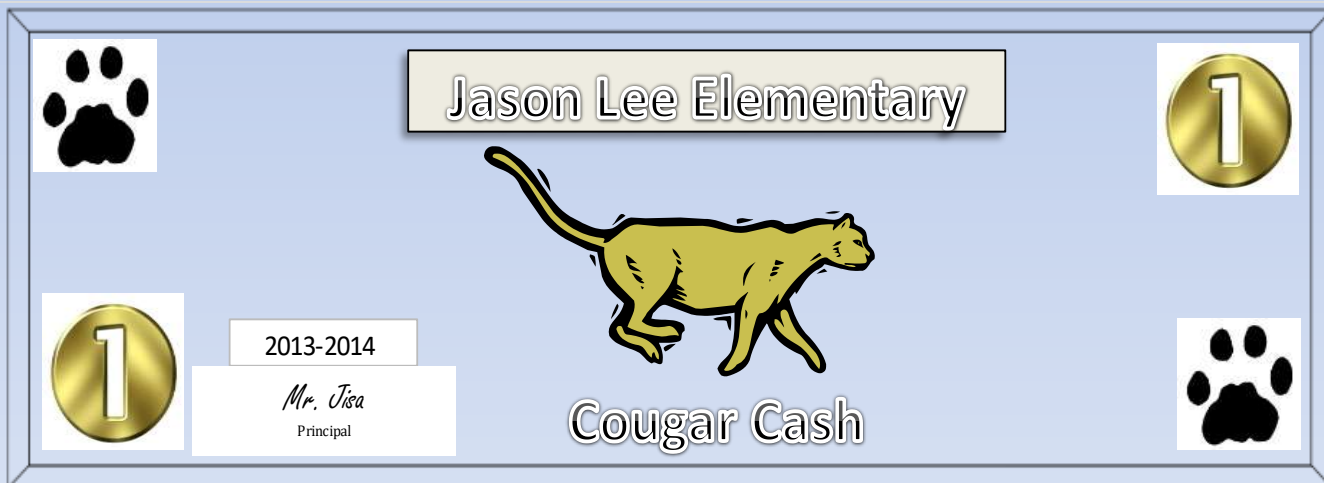 Jason Lee Elementary
1
1
2013-2014
Mr. Jisa
Principal
Cougar Cash